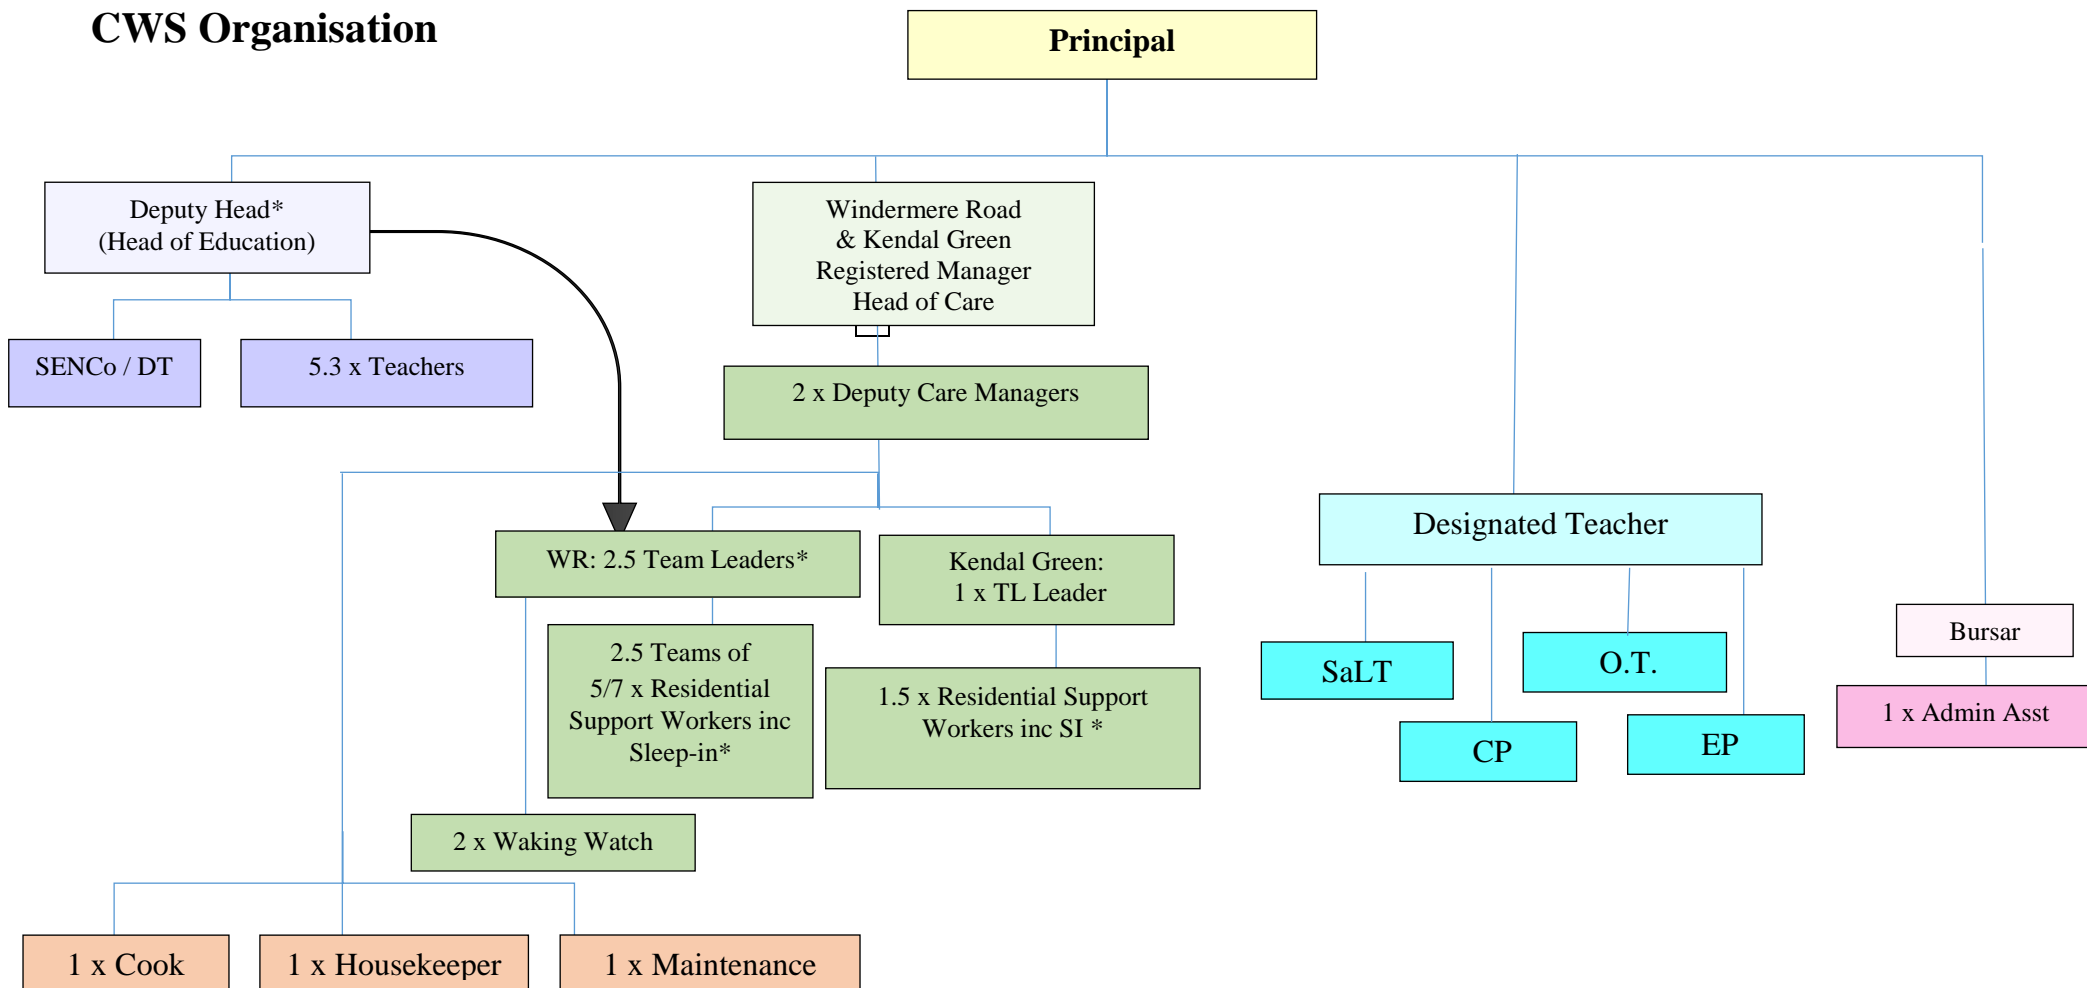 CWS Organisation
Principal
Deputy Head*
(Head of Education)
Windermere Road
& Kendal Green
Registered Manager
Head of Care
SENCo / DT
5.3 x Teachers
2 x Deputy Care Managers
Designated Teacher
WR: 2.5 Team Leaders*
Kendal Green:
1 x TL Leader
Bursar
2.5 Teams of
5/7 x Residential
Support Workers inc
Sleep-in*
1.5 x Residential Support
Workers inc SI *
SaLT
O.T.
CP
EP
1 x Admin Asst
2 x Waking Watch
1 x Cook
1 x Housekeeper
1 x Maintenance